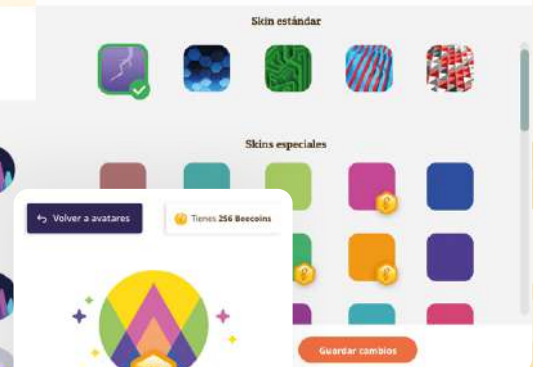 Skin estándar
Skins especiales
Volver a avatares
Tienes 256 Beecoins
Guardar cambios